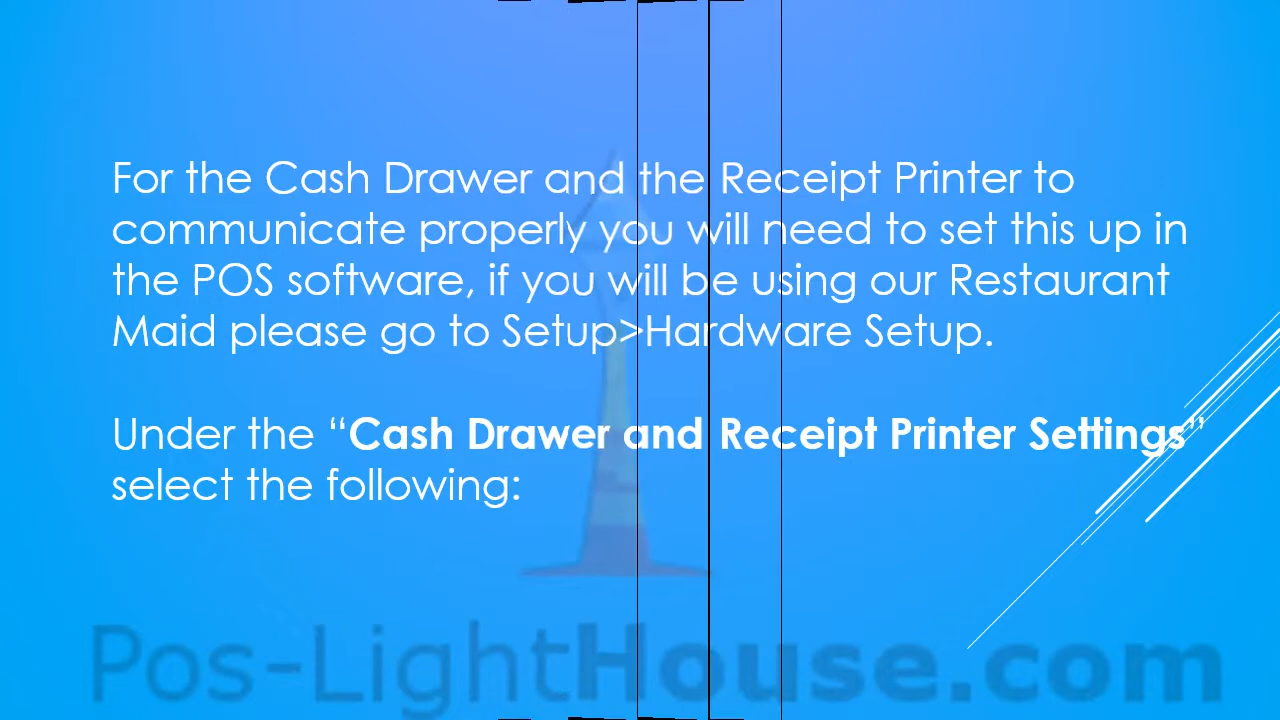 For the Cash Drawer and the Receipt Printer to
communicate properly you will need to set this up in
the POS software, if you will be using our Restaurant
Maid please go to Setup>Hardware Setup.
Under the “Cash Drawer and Receipt Printer Settings”
select the following:
Pos-LightHouse.com